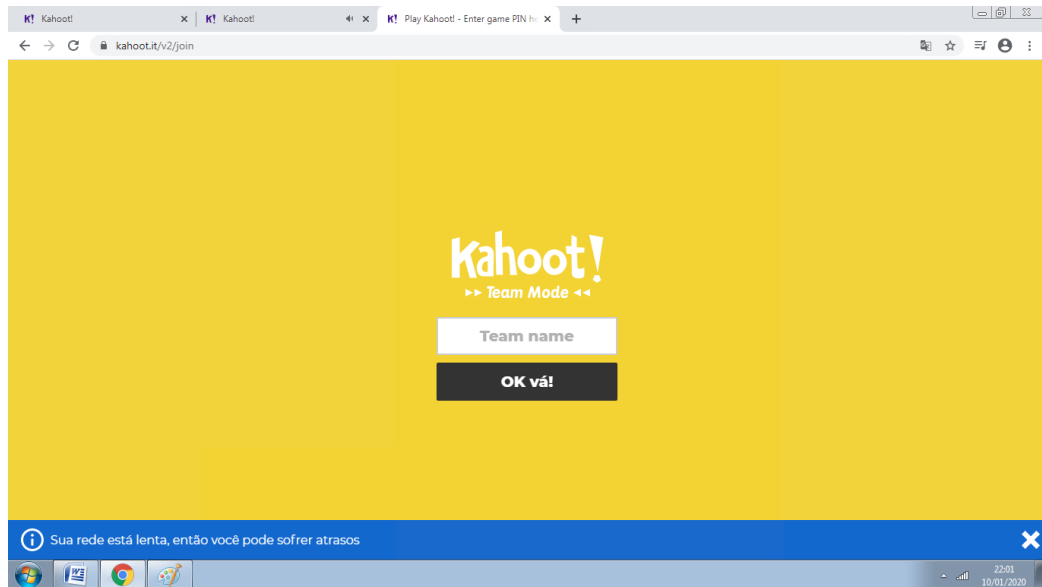 Kahoot!
Kahoot!
Play Kahoot! - Enter game PIN he
kahoot.it/v2/join
Kahoot!
Team Mode
Team name
OK vá!
Sua rede está lenta, então você pode sofrer atrasos
22:01
10/01/2020